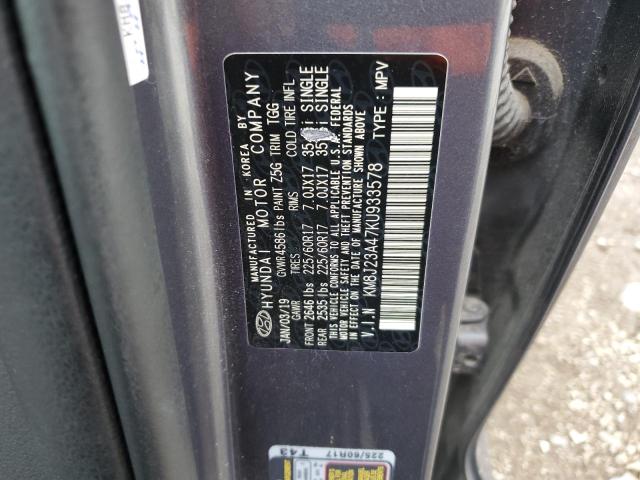 MANUFACTURED IN KOREA BY
HYUNDAI MOTOR COMPANY
JAN/03/19 GVWR 4586 lbs PAINT Z5G TRIM TGG
GAWR TIRES RIMS COLD TIRE INFL.
FRONT 2646 lbs 225/60R17 7.0JX17 35 SINGLE
REAR 2535 lbs 225/60R17 7.0JX17 35 SINGLE
THIS VEHICLE CONFORMS TO ALL APPLICABLE U.S.A. FEDERAL
MOTOR VEHICLE SAFETY, AND THEFT PREVENTION STANDARDS
IN EFFECT ON THE DATE OF MANUFACTURE SHOWN ABOVE.
V.I.N KM8J23A47KU933578 TYPE : MPV
225/60R17
T43